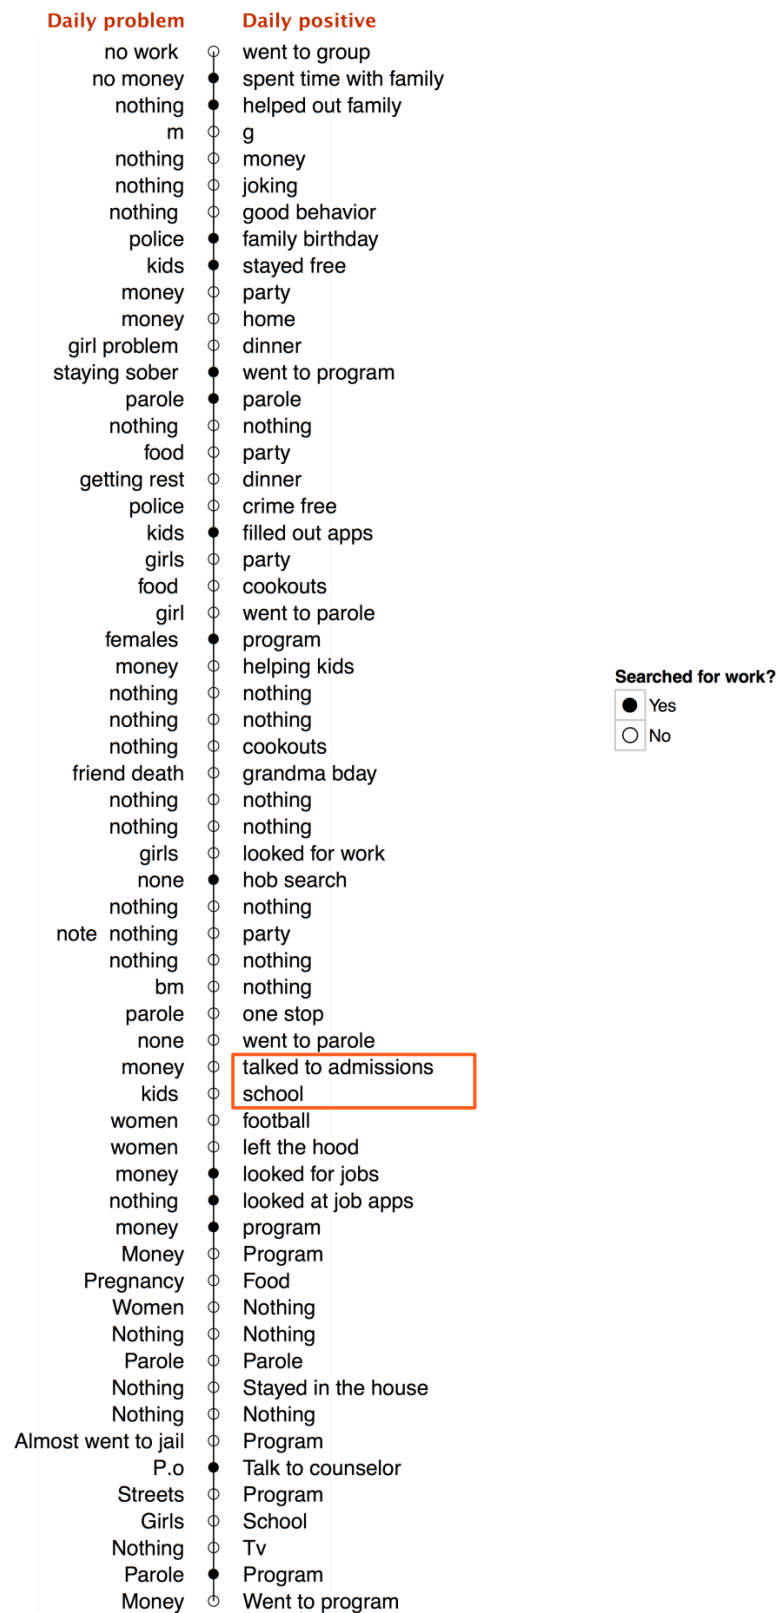 Daily problem Daily positive
no work went to group
no money spent time with family
nothing helped out family
m g
nothing money
nothing joking
nothing good behavior
police family birthday
kids stayed free
money party
money home
girl problem dinner
staying sober went to program
parole parole
nothing nothing
food party
getting rest dinner
police crime free
kids filled out apps
girls party
food cookouts
girl went to parole
females program
money helping kids
Searched for work?
nothing nothing
Yes
nothing nothing
No
nothing cookouts
friend death grandma bday
nothing nothing
nothing nothing
girls looked for work
none hob search
nothing nothing
note nothing party
nothing nothing
bm nothing
parole one stop
none went to parole
money talked to admissions
kids school
women football
women left the hood
money looked for jobs
nothing looked at job apps
money program
Money Program
Pregnancy Food
Women Nothing
Nothing Nothing
Parole Parole
Nothing Stayed in the house
Nothing Nothing
Almost went to jail Program
P.o Talk to counselor
Streets Program
Girls School
Nothing Tv
Parole Program
Money Went to program